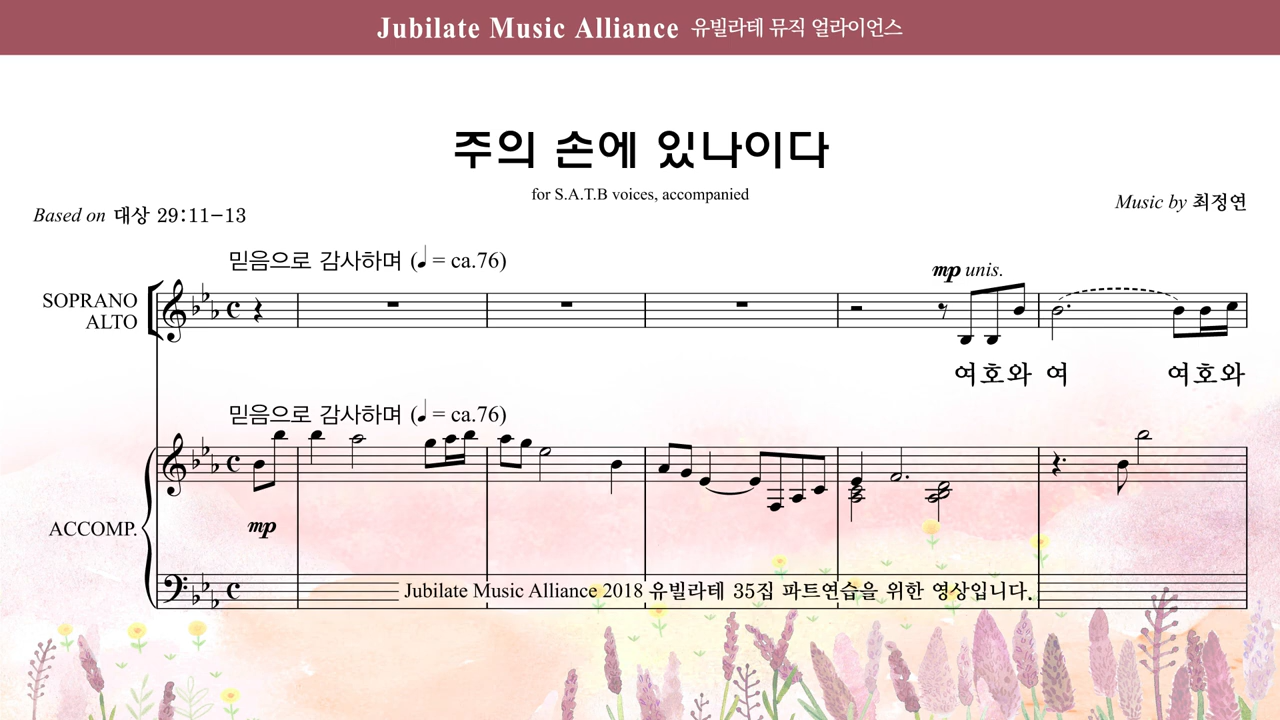 Jubilate Music Alliance 유빌라테 뮤직 얼라이언스
주의 손에 있나이다
for S.A.T.B voices, accompanied
Based on 대상 29:11-13
Music by 최정연
믿음으로 감사하며 (♩ = ca.76)
mp unis.
SOPRANO
ALTO
여호와 여 여호와
믿음으로 감사하며 (♩ = ca.76)
mp
ACCOMP.
Jubilate Music Alliance 2018 유빌라테 35집 파트연습을 위한 영상입니다.